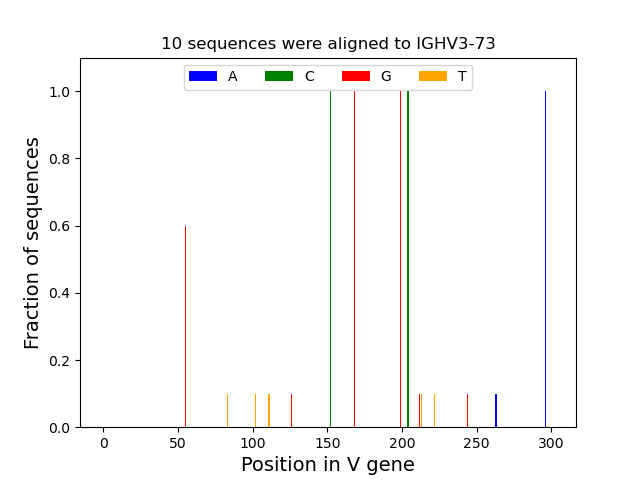 10 sequences were aligned to IGHV3-73
A C G T
1.0
0.8
0.6
0.4
0.2
0.0
Fraction of sequences
0 50 100 150 200 250 300
Position in V gene